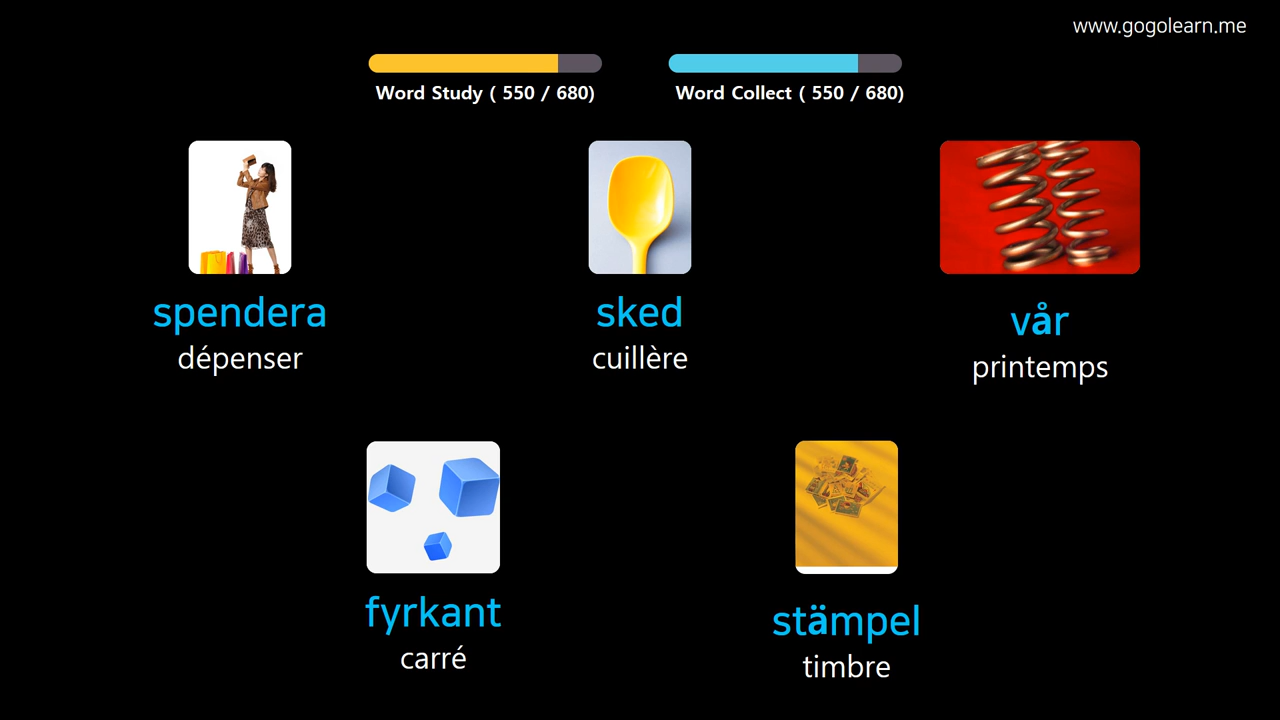 www.gogolearn.me
Word Study ( 550 / 680)
Word Collect ( 550 / 680)
spendera
dépenser
sked
cuillère
vår
printemps
fyrkant
carré
stämpel
timbre